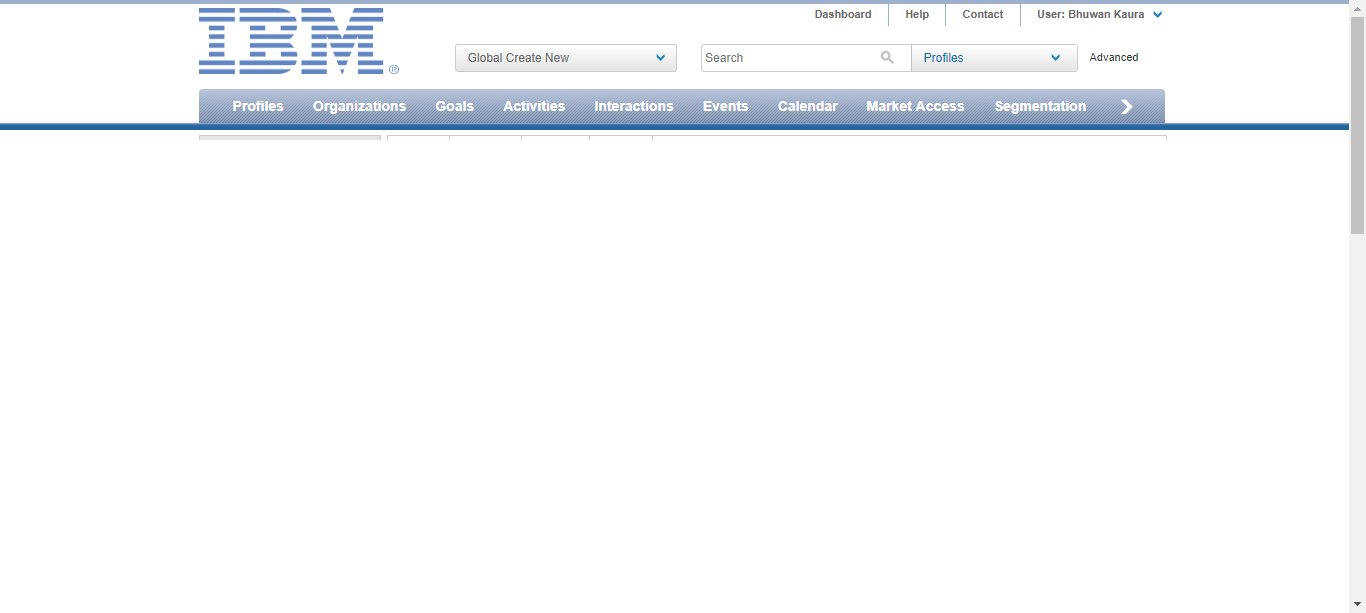 Dashboard Help Contact User: Bhuwan Kaura
IBM ®
Global Create New Search Profiles Advanced
Profiles Organizations Goals Activities Interactions Events Calendar Market Access Segmentation